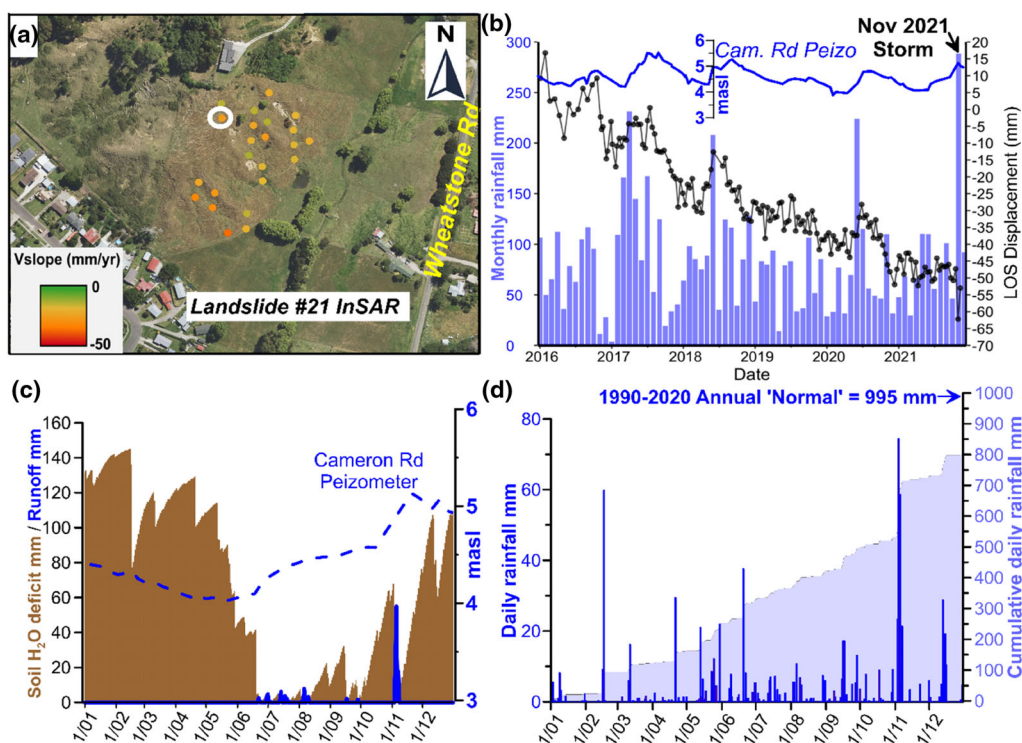 (a)
N
Wheatstone Rd
Vslope (mm/yr)
0
-50
Landslide #21 InSAR
(b)
Nov 2021
Storm
Cam. Rd Peizo
6
5
4
3
masl
300
250
200
150
100
50
0
Monthly rainfall mm
20
15
10
5
0
-5
-10
-15
-20
-25
-30
-35
-40
-45
-50
-55
-60
-65
-70
LOS Displacement (mm)
2016 2017 2018 2019 2020 2021
Date
(c)
160
140
120
100
80
60
40
20
0
Soil H₂O deficit mm / Runoff mm
Cameron Rd
Peizometer
6
5
4
3
masl
1/01 1/02 1/03 1/04 1/05 1/06 1/07 1/08 1/09 1/10 1/11 1/12
(d)
1990-2020 Annual 'Normal' = 995 mm
80
60
40
20
0
Daily rainfall mm
1000
900
800
700
600
500
400
300
200
100
0
Cumulative daily rainfall mm
1/01 1/02 1/03 1/04 1/05 1/06 1/07 1/08 1/09 1/10 1/11 1/12